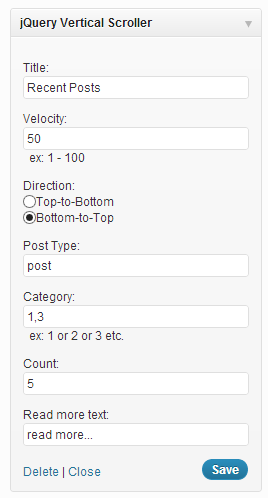 jQuery Vertical Scroller
Title:
Recent Posts
Velocity:
50
ex: 1 - 100
Direction:
Top-to-Bottom
Bottom-to-Top
Post Type:
post
Category:
1,3
ex: 1 or 2 or 3 etc.
Count:
5
Read more text:
read more...
Delete | Close Save